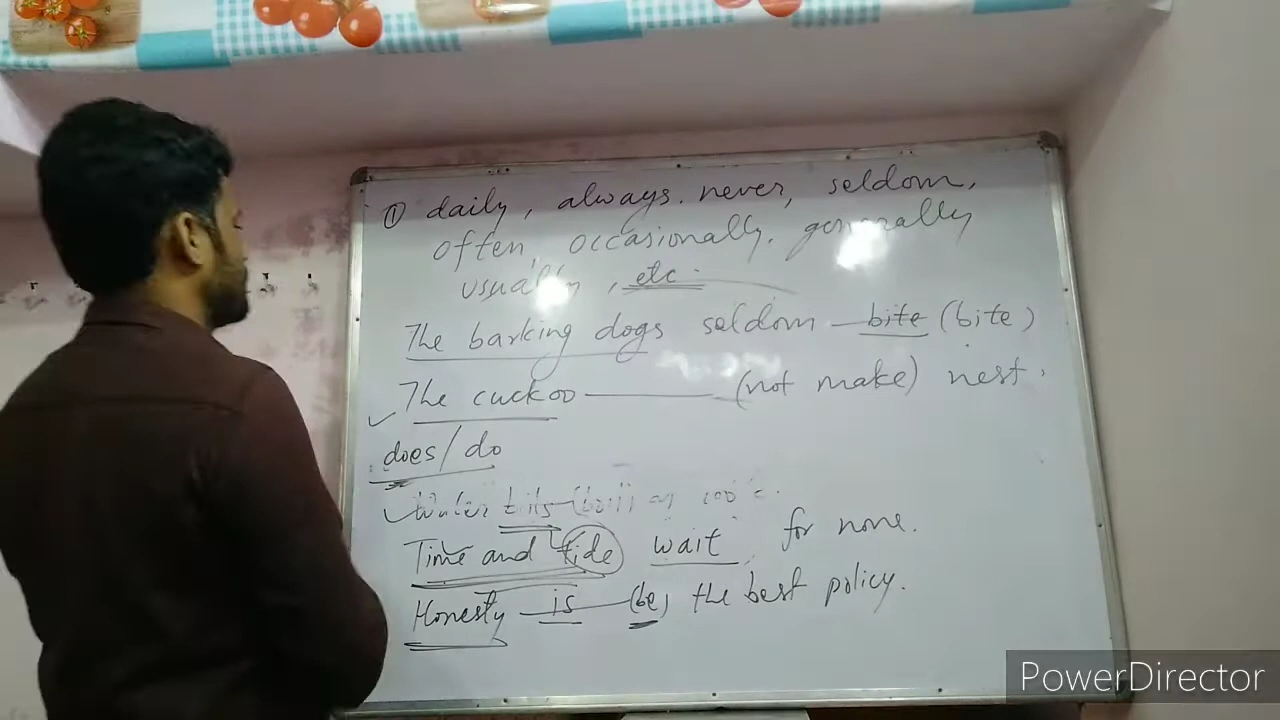 ① daily, always, never, seldom,
often, occasionally, generally
usually, etc.
The barking dogs seldom bite (bite)
The cuckoo ______ (not make) nest.
does/do
Water boils (boil) 100°c.
Time and tide wait for none.
Honesty is (be) the best policy.
PowerDirector